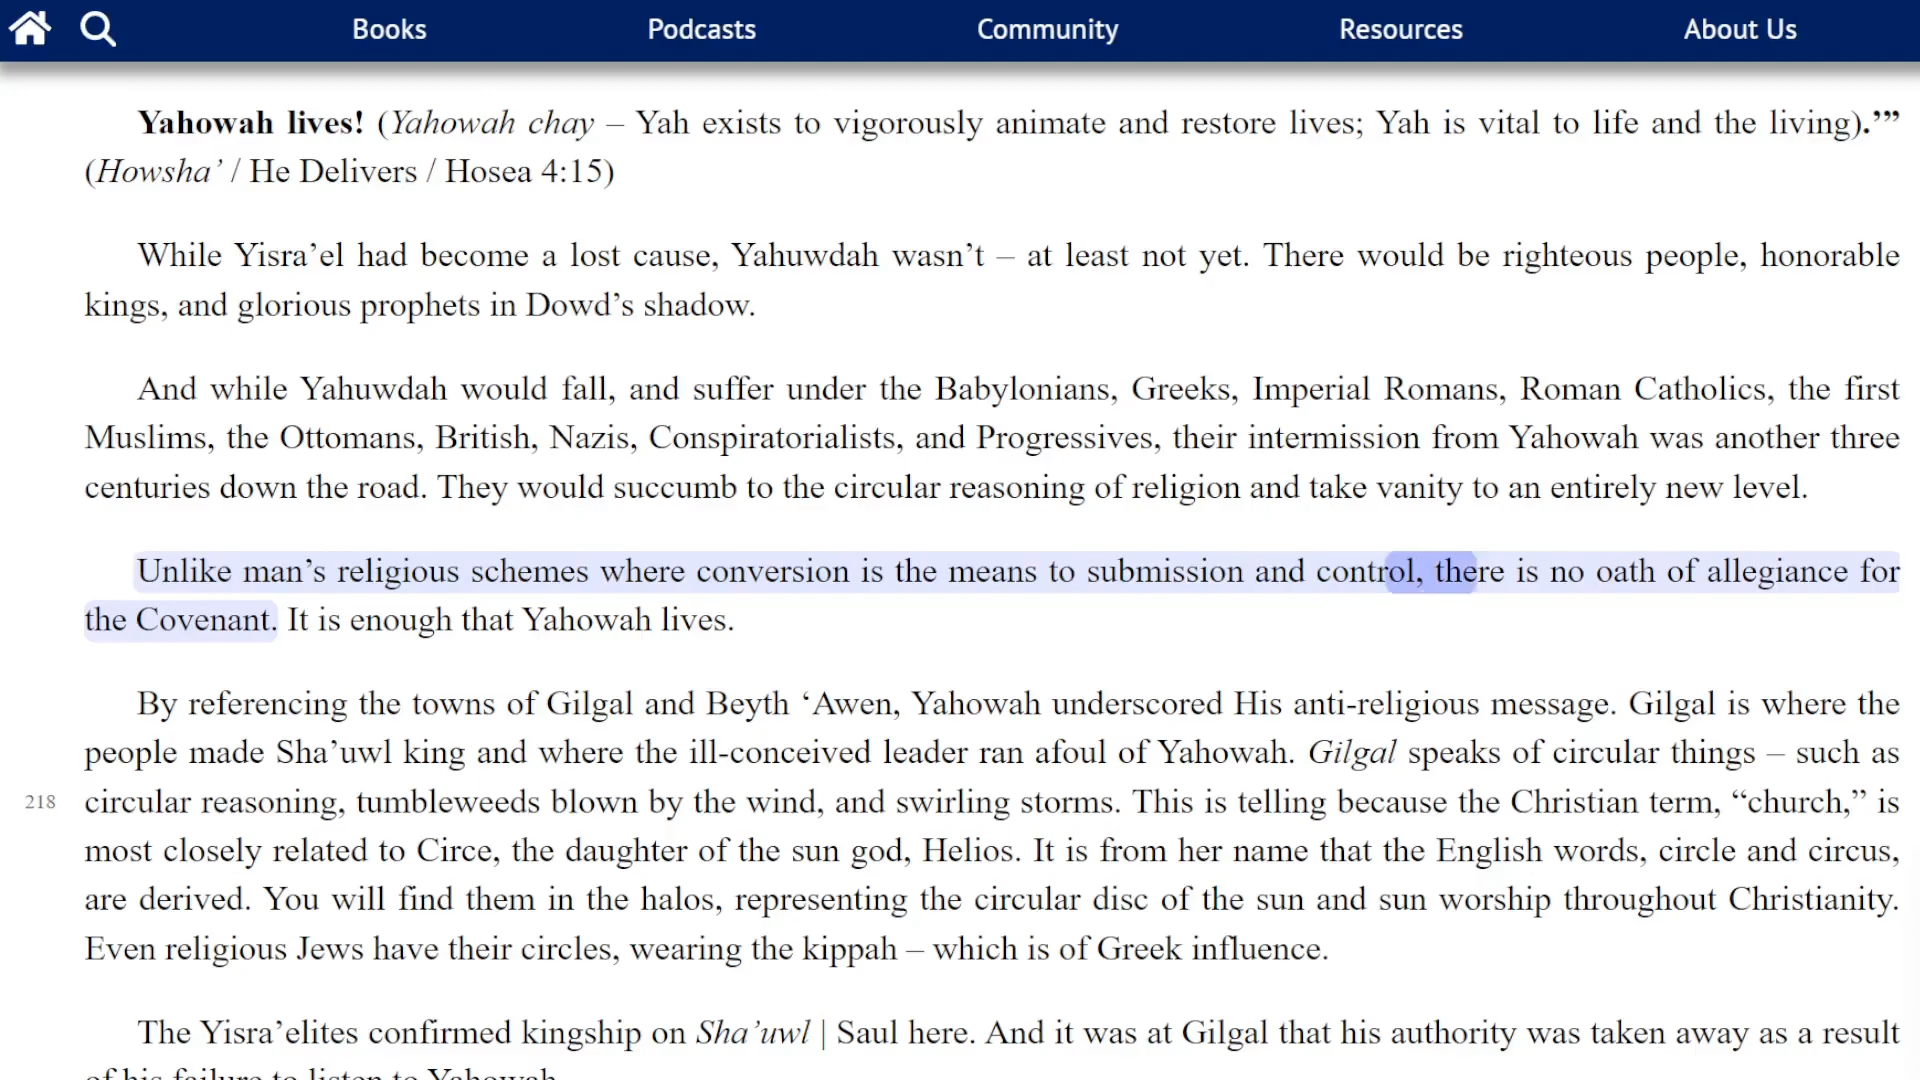 Books Podcasts Community Resources About Us
Yahowah lives! (Yahowah chay – Yah exists to vigorously animate and restore lives; Yah is vital to life and the living).’”
(Howsha’ / He Delivers / Hosea 4:15)
While Yisra’el had become a lost cause, Yahuwdah wasn’t – at least not yet. There would be righteous people, honorable
kings, and glorious prophets in Dowd’s shadow.
And while Yahuwdah would fall, and suffer under the Babylonians, Greeks, Imperial Romans, Roman Catholics, the first
Muslims, the Ottomans, British, Nazis, Conspiratorialists, and Progressives, their intermission from Yahowah was another three
centuries down the road. They would succumb to the circular reasoning of religion and take vanity to an entirely new level.
Unlike man’s religious schemes where conversion is the means to submission and control, there is no oath of allegiance for
the Covenant. It is enough that Yahowah lives.
By referencing the towns of Gilgal and Beyth ‘Awen, Yahowah underscored His anti-religious message. Gilgal is where the
people made Sha’uwl king and where the ill-conceived leader ran afoul of Yahowah. Gilgal speaks of circular things – such as
218 circular reasoning, tumbleweeds blown by the wind, and swirling storms. This is telling because the Christian term, “church,” is
most closely related to Circe, the daughter of the sun god, Helios. It is from her name that the English words, circle and circus,
are derived. You will find them in the halos, representing the circular disc of the sun and sun worship throughout Christianity.
Even religious Jews have their circles, wearing the kippah – which is of Greek influence.
The Yisra’elites confirmed kingship on Sha’uwl | Saul here. And it was at Gilgal that his authority was taken away as a result
of his failure to listen to Yahowah.